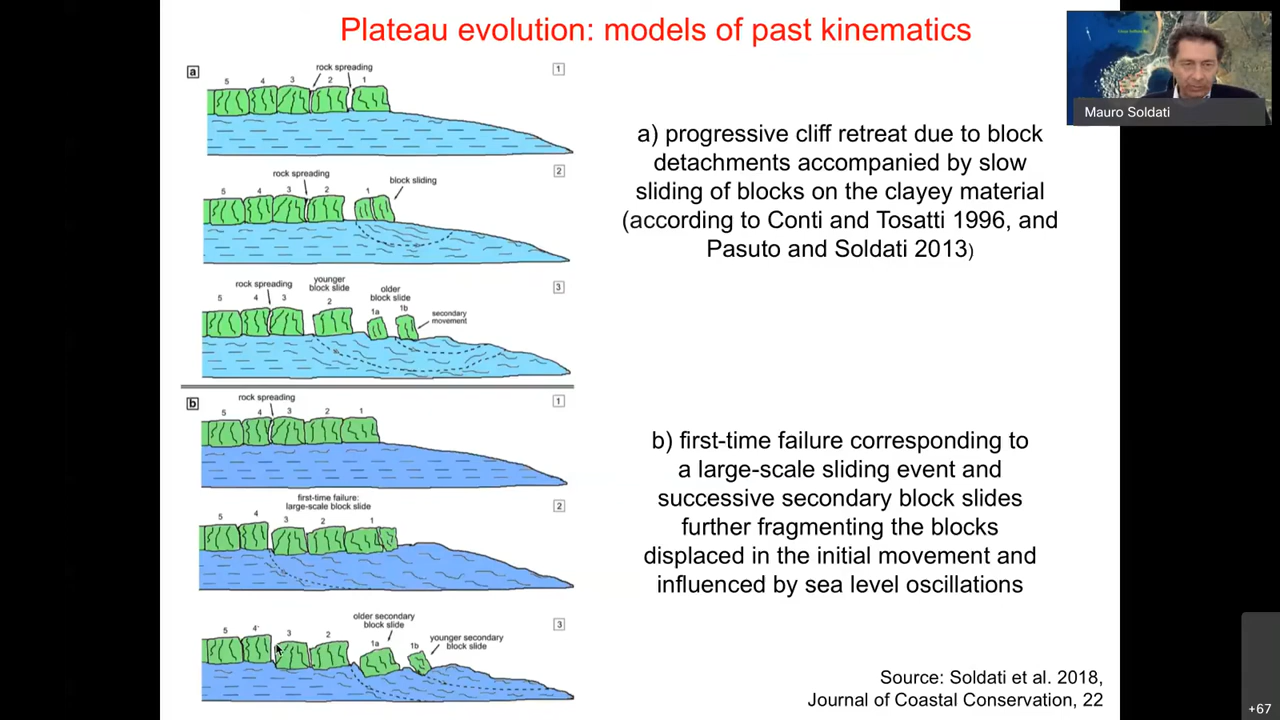 Plateau evolution: models of past kinematics
Mauro Soldati
a
rock spreading
1
5 4 3 2 1
2
rock spreading
block sliding
5 4 3 2 1
3
rock spreading
younger
block slide
older
block slide
5 4 3 2 1a 1b
secondary
movement
a) progressive cliff retreat due to block
detachments accompanied by slow
sliding of blocks on the clayey material
(according to Conti and Tosatti 1996, and
Pasuto and Soldati 2013)
b
rock spreading
1
5 4 3 2 1
first-time failure:
large-scale block slide
2
5 4 3 2 1
older secondary
block slide
3
5 4' 3 2 1a 1b
younger secondary
block slide
b) first-time failure corresponding to
a large-scale sliding event and
successive secondary block slides
further fragmenting the blocks
displaced in the initial movement and
influenced by sea level oscillations
Source: Soldati et al. 2018,
Journal of Coastal Conservation, 22
+67